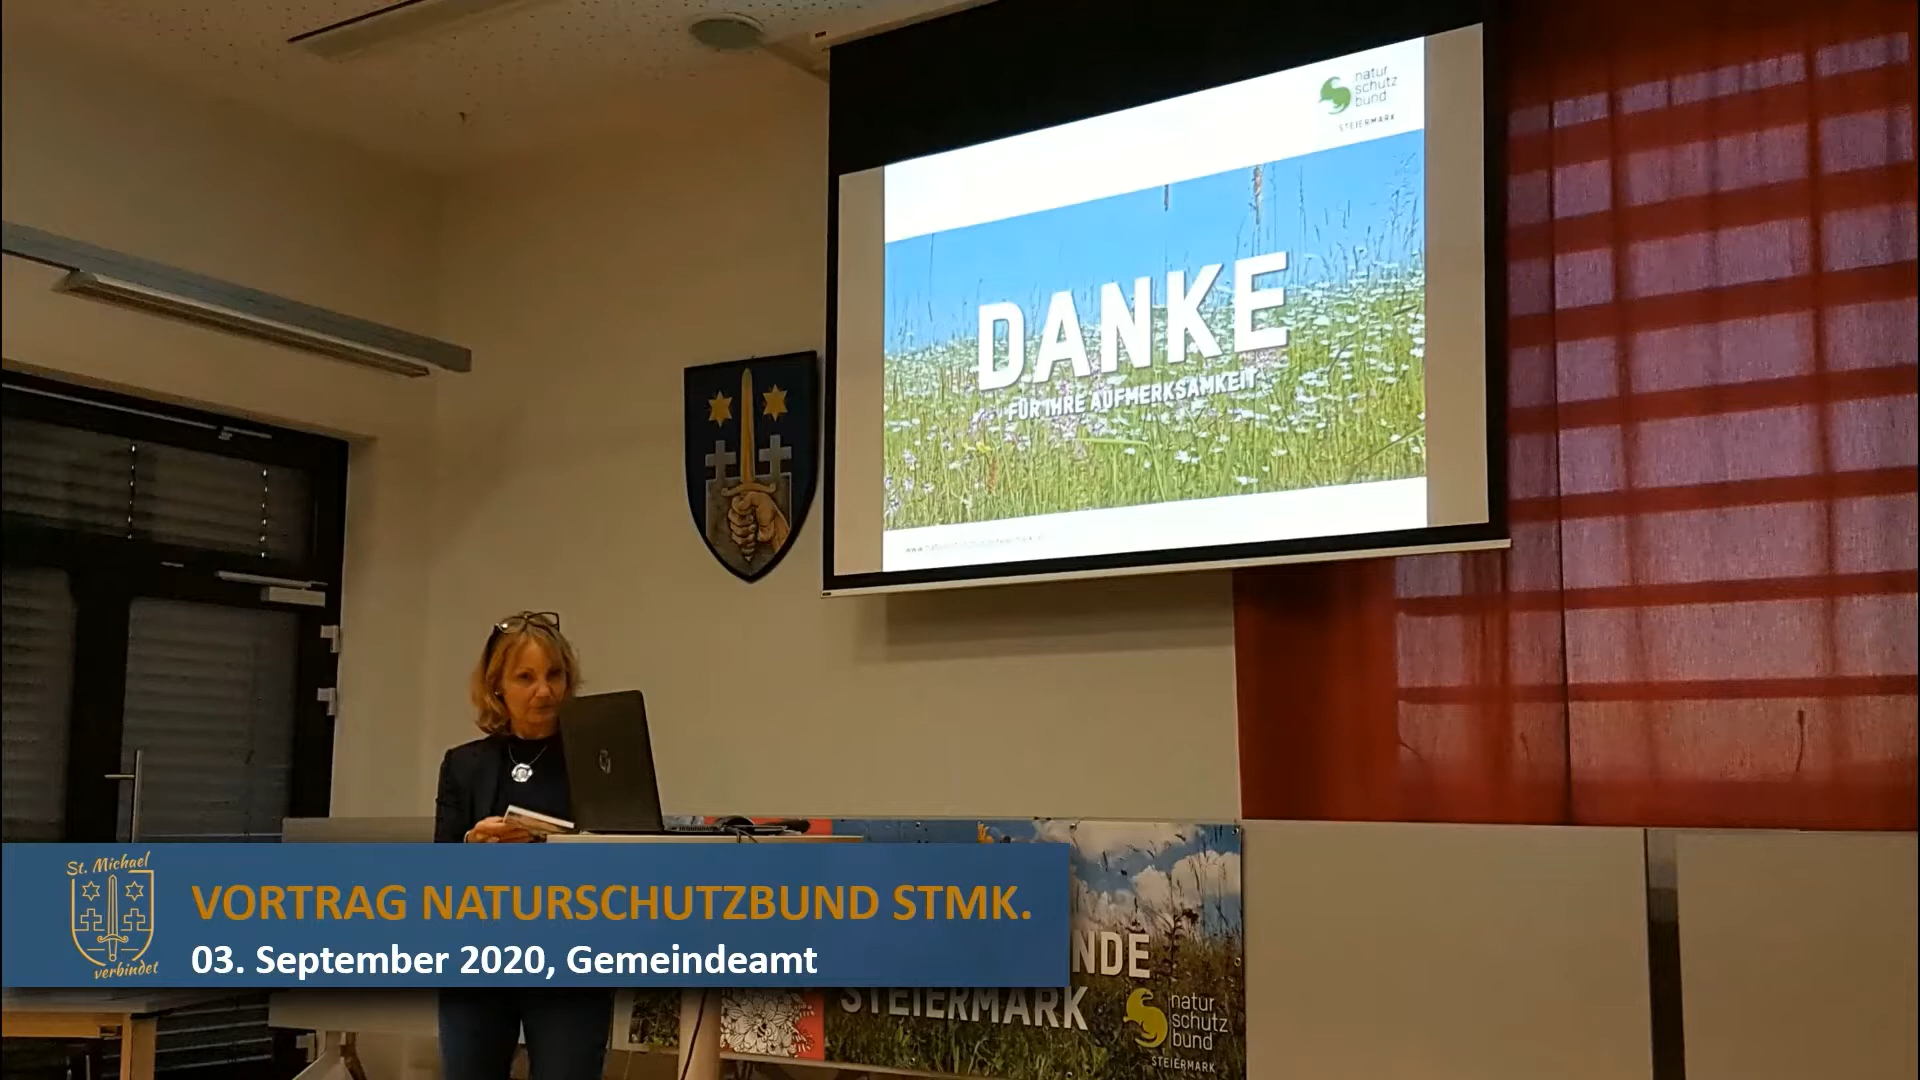 natur
schutz
bund
STEIERMARK
DANKE
FÜR IHRE AUFMERKSAMKEIT
St. Michael
verbindet
VORTRAG NATURSCHUTZBUND STMK.
03. September 2020, Gemeindeamt
NDE
STEIERMARK
natur
schutz
bund
STEIERMARK